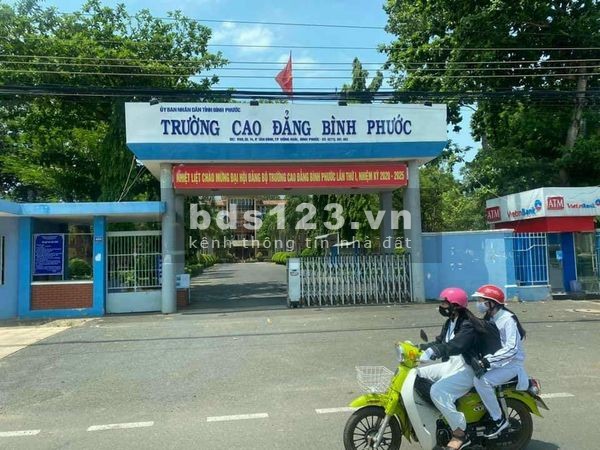 ỦY BAN NHÂN DÂN TỈNH BÌNH PHƯỚC
TRƯỜNG CAO ĐẲNG BÌNH PHƯỚC
NHIỆT LIỆT CHÀO MỪNG ĐẠI HỘI ĐẢNG BỘ TRƯỜNG CAO ĐẲNG BÌNH PHƯỚC LẦN THỨ I, NHIỆM KỲ 2020 - 2025
bds123.vn
kênh thông tin nhà đất
ATM VietinBank ATM VietinBank